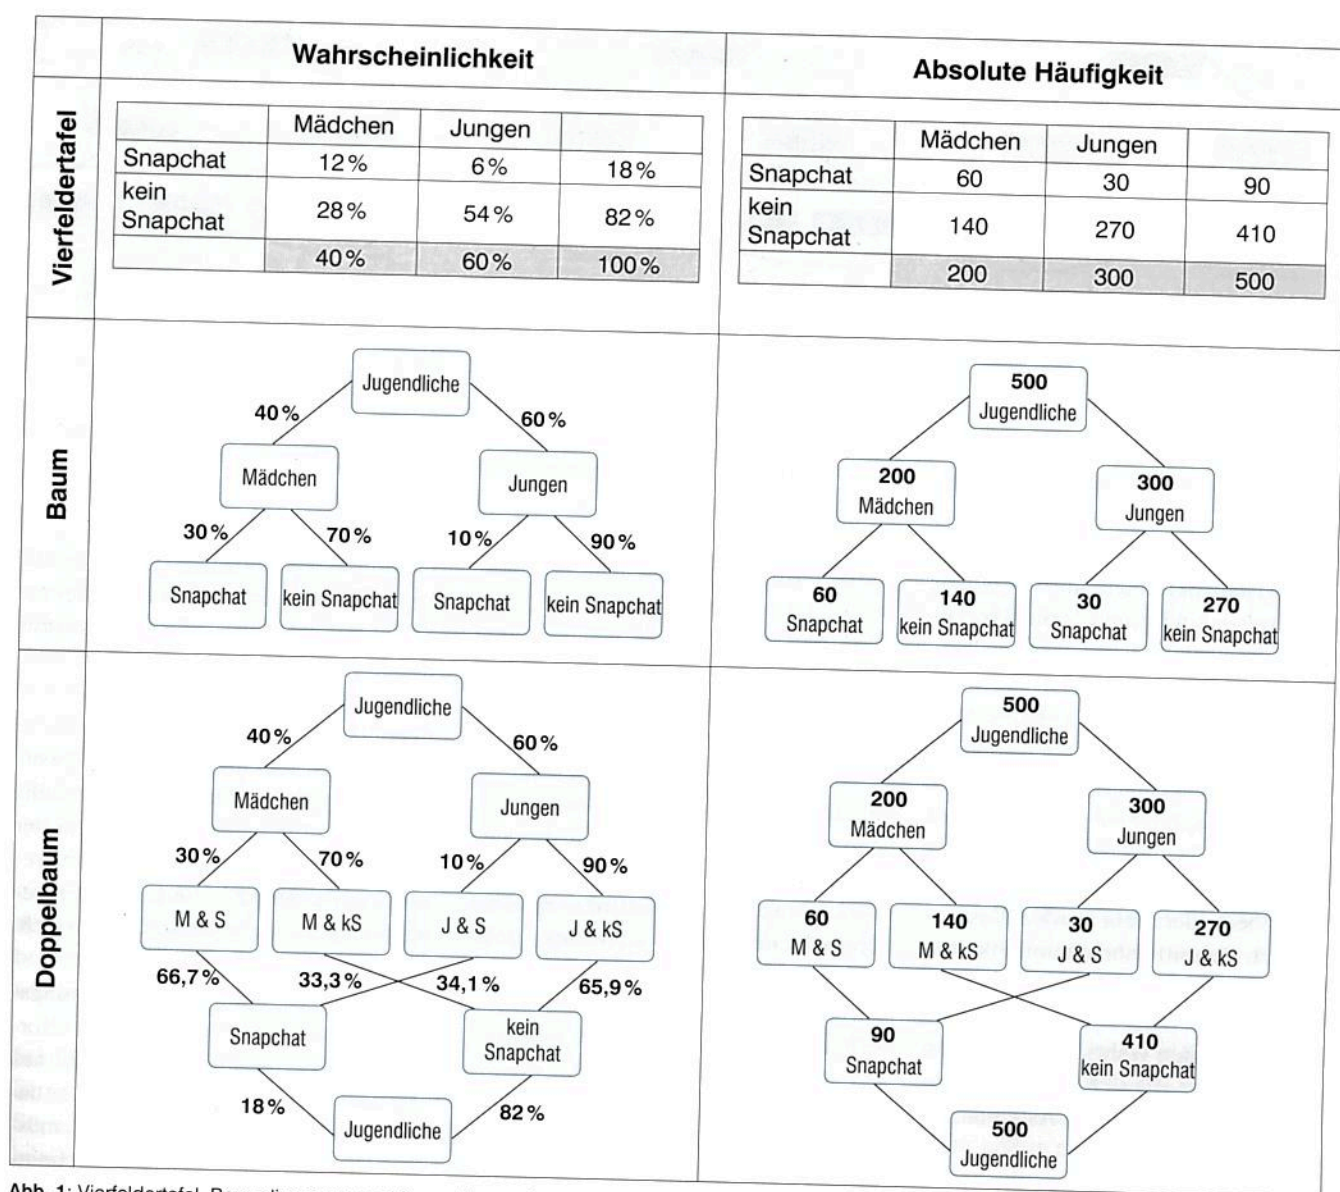 Wahrscheinlichkeit
Absolute Häufigkeit
Vierfeldertafel
Mädchen Jungen
Snapchat 12 % 6 % 18 %
kein
Snapchat 28 % 54 % 82 %
40 % 60 % 100 %
Mädchen Jungen
Snapchat 60 30 90
kein
Snapchat 140 270 410
200 300 500
Baum
Jugendliche
40 % 60 %
Mädchen Jungen
30 % 70 % 10 % 90 %
Snapchat kein Snapchat Snapchat kein Snapchat
500
Jugendliche
200 300
Mädchen Jungen
60 140 30 270
Snapchat kein Snapchat Snapchat kein Snapchat
Doppelbaum
Jugendliche
40 % 60 %
Mädchen Jungen
30 % 70 % 10 % 90 %
M & S M & kS J & S J & kS
66,7 % 33,3 % 34,1 % 65,9 %
Snapchat kein
Snapchat
18 % 82 %
Jugendliche
500
Jugendliche
200 300
Mädchen Jungen
60 140 30 270
M & S M & kS J & S J & kS
90 410
Snapchat kein Snapchat
500
Jugendliche
Abb. 1: Vierfeldertafel